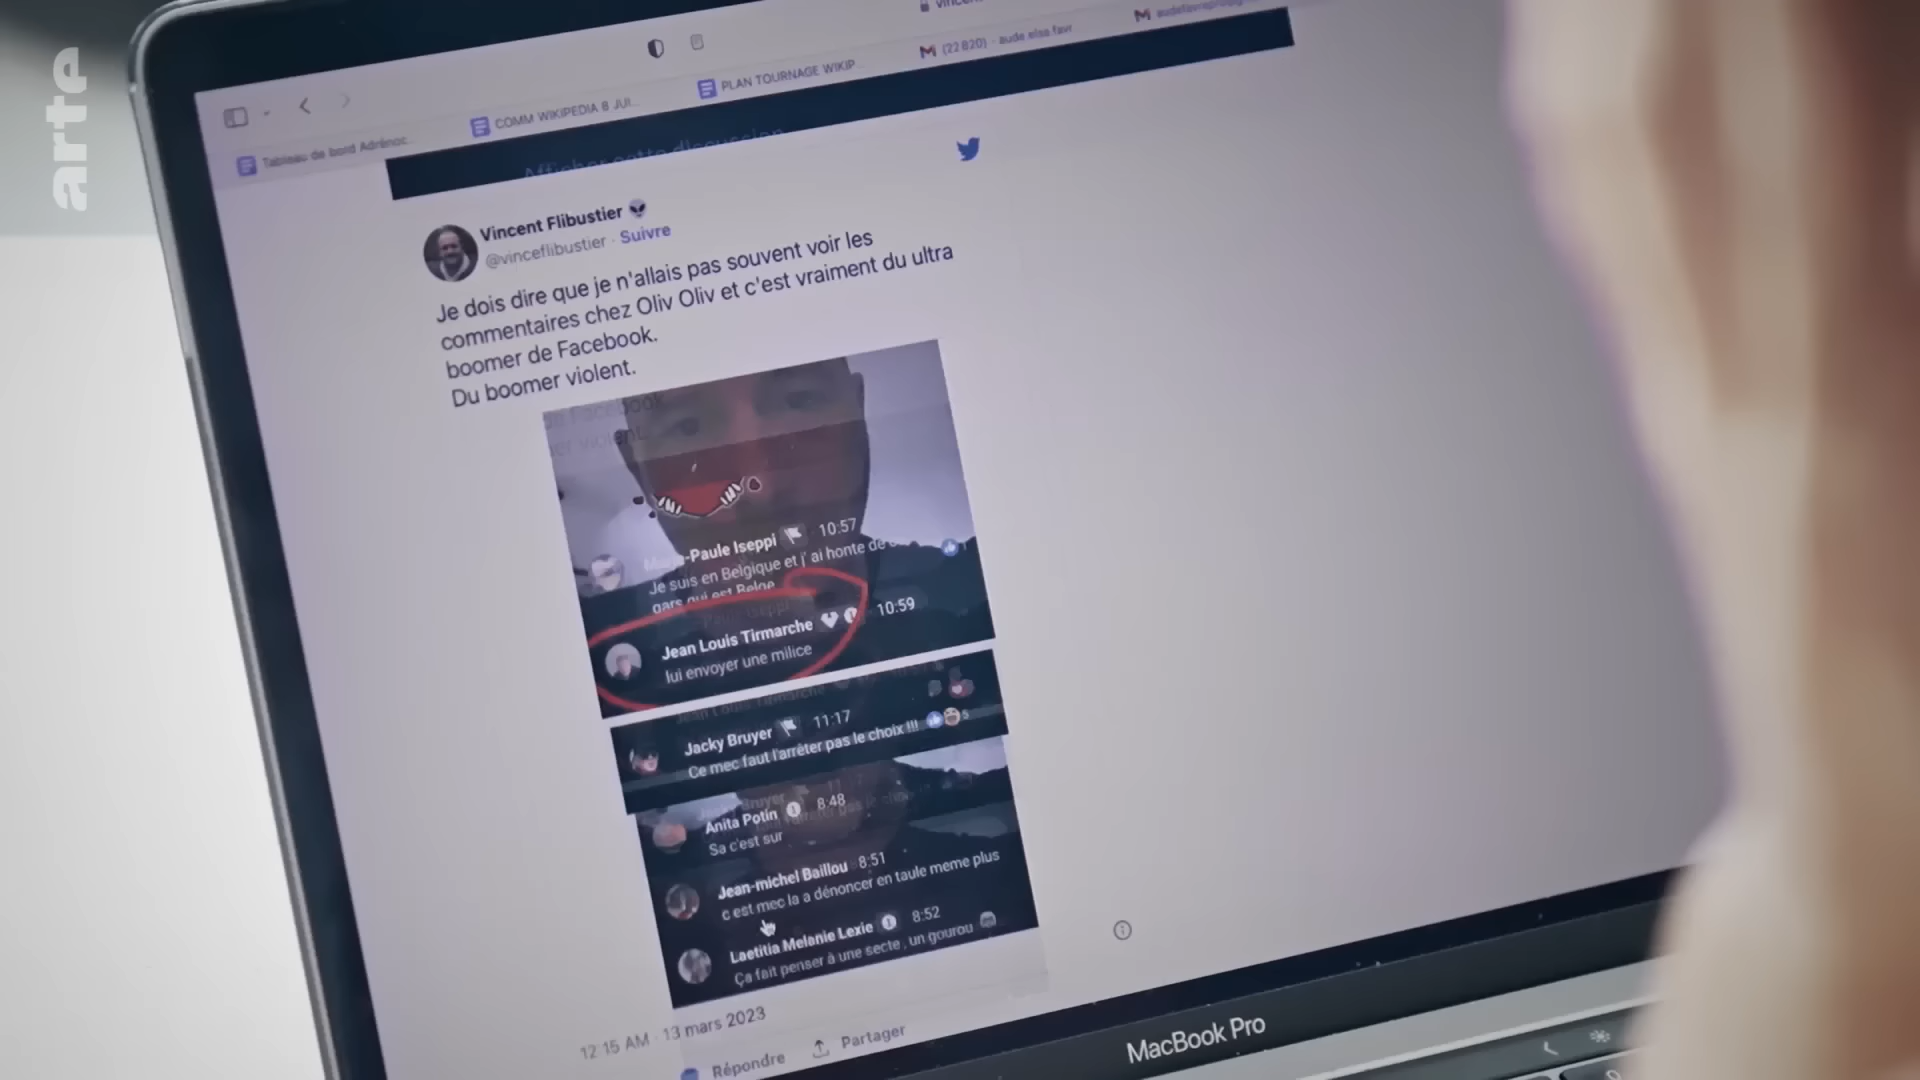 arte
Tableau de bord Adrénoc...
COMM WIKIPEDIA 8 JUI...
PLAN TOURNAGE WIKIP...
(22 820) - aude.else.favr
Afficher cette discussion
Vincent Flibustier 👽
@vinceflibustier · Suivre
Je dois dire que je n'allais pas souvent voir les
commentaires chez Oliv Oliv et c'est vraiment du ultra
boomer de Facebook.
Du boomer violent.
-Paule Iseppi 10:57
Je suis en Belgique et j' ai honte de
gars qui est Belge
Jean Louis Tirmarche 10:59
lui envoyer une milice
Jacky Bruyer 11:17
Ce mec faut l'arrêter pas le choix !!! 5
Anita Potin 8:48
Sa c'est sur
Jean-michel Baillou 8:51
c est mec la a dénoncer en taule meme plus
Laetitia Melanie Lexie 8:52
Ça fait penser à une secte , un gourou
12:15 AM · 13 mars 2023
Répondre Partager
MacBook Pro